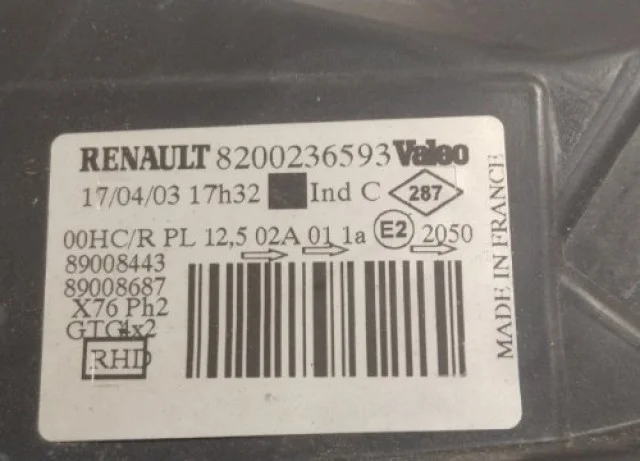 RENAULT 8200236593 Valeo
17/04/03 17h32 Ind C 287
00HC/R PL 12,5 02A 01 1a E2 2050
89008443
89008687
X76 Ph2
RHD
MADE IN FRANCE